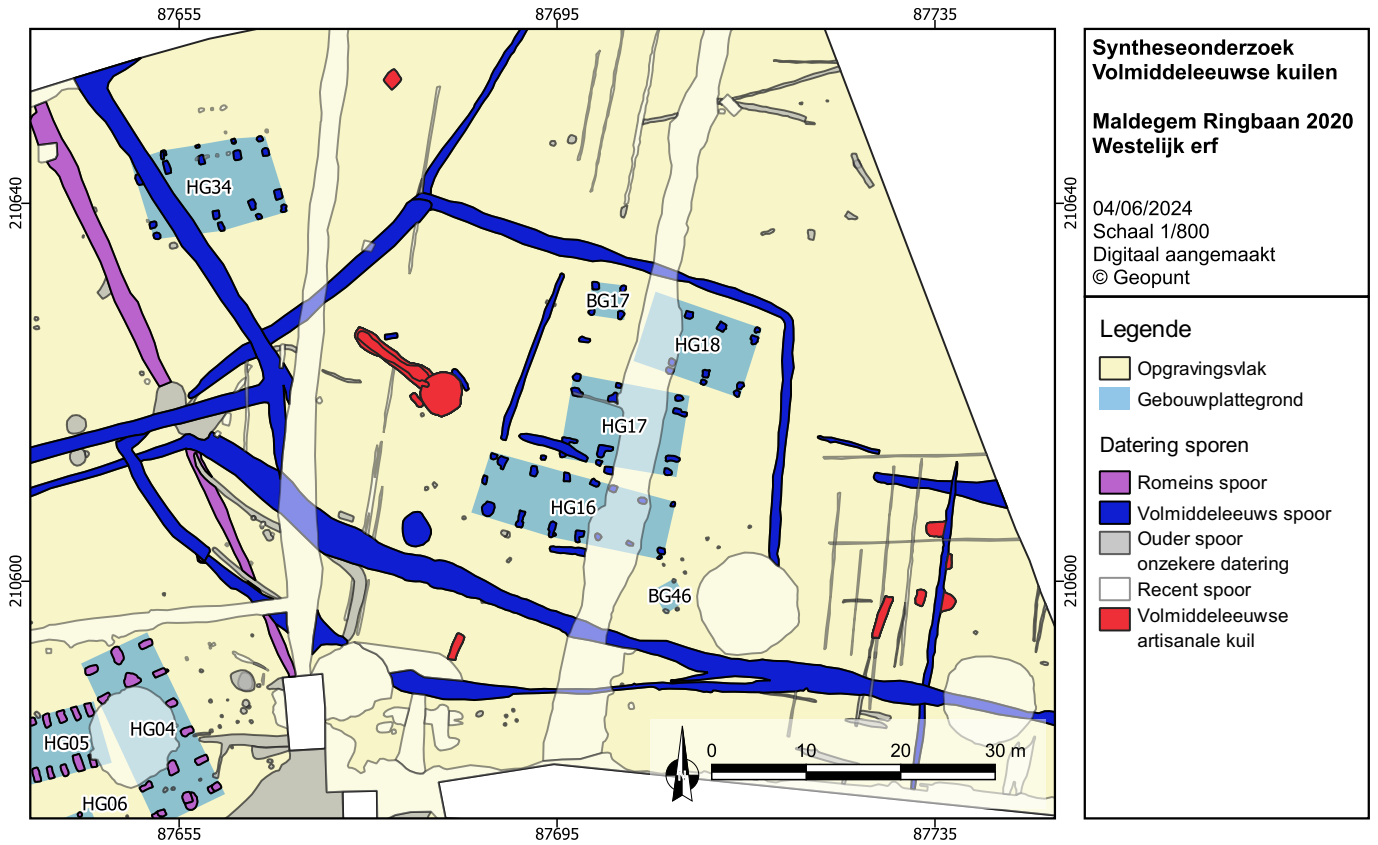 87655
87695
87735
210640
210600
210640
210600
HG34
BG17
HG18
HG17
HG16
BG46
HG04
HG05
HG06
0 10 20 30 m
N
87655
87695
87735
Syntheseonderzoek
Volmiddeleeuwse kuilen
Maldegem Ringbaan 2020
Westelijk erf
04/06/2024
Schaal 1/800
Digitaal aangemaakt
© Geopunt
Legende
Opgravingsvlak
Gebouwplattegrond
Datering sporen
Romeins spoor
Volmiddeleeuws spoor
Ouder spoor
onzekere datering
Recent spoor
Volmiddeleeuwse
artisanale kuil